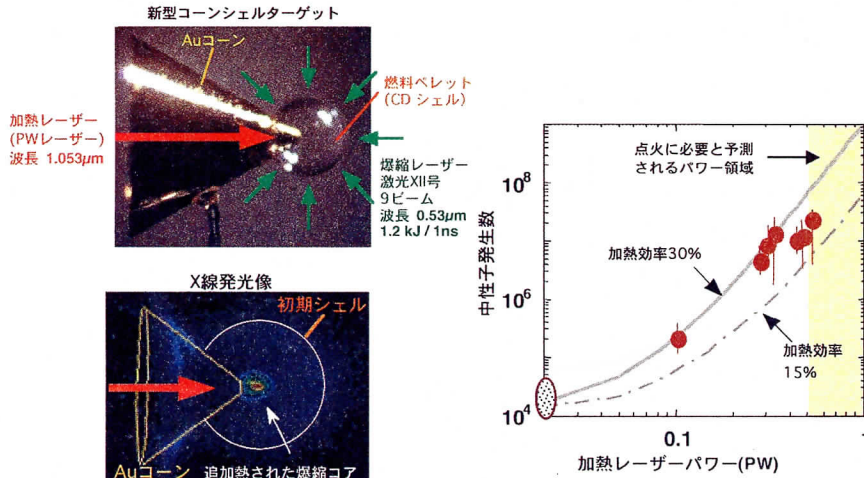 新型コーンシェルターゲット
Auコーン
燃料ペレット
(CD シェル)
加熱レーザー
(PWレーザー)
波長 1.053μm
爆縮レーザー
激光XII号
9ビーム
波長 0.53μm
1.2 kJ / 1ns
X線発光像
初期シェル
Auコーン
追加熱された爆縮コア
中性子発生数
10⁸
10⁶
10⁴
点火に必要と予測
されるパワー領域
加熱効率30%
加熱効率
15%
0.1
1
加熱レーザーパワー(PW)